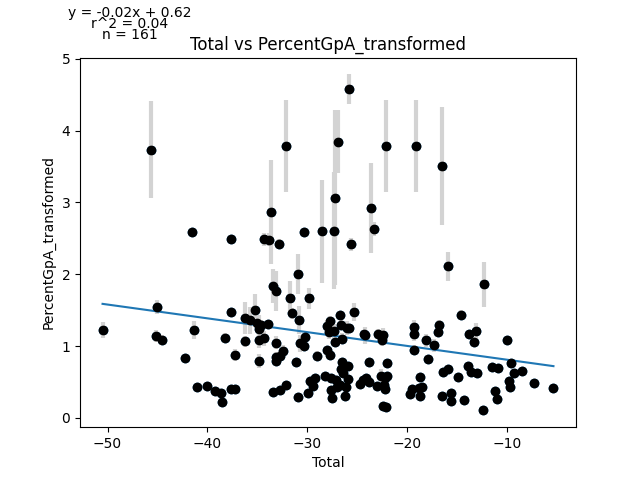 y = -0.02x + 0.62
r^2 = 0.04
n = 161
Total vs PercentGpA_transformed
PercentGpA_transformed
5
4
3
2
1
0
−50
−40
−30
−20
−10
Total